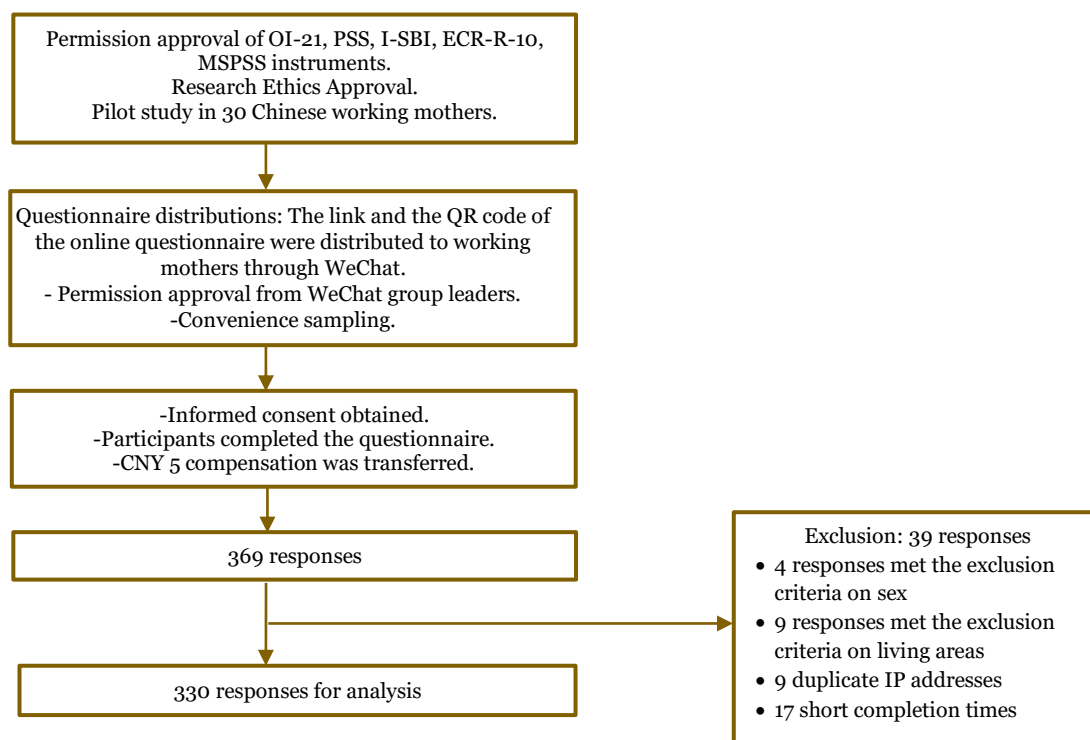 Permission approval of OI-21, PSS, I-SBI, ECR-R-10,
MSPSS instruments.
Research Ethics Approval.
Pilot study in 30 Chinese working mothers.
Questionnaire distributions: The link and the QR code of
the online questionnaire were distributed to working
mothers through WeChat.
- Permission approval from WeChat group leaders.
-Convenience sampling.
-Informed consent obtained.
-Participants completed the questionnaire.
-CNY 5 compensation was transferred.
369 responses
Exclusion: 39 responses
• 4 responses met the exclusion
criteria on sex
• 9 responses met the exclusion
criteria on living areas
• 9 duplicate IP addresses
• 17 short completion times
330 responses for analysis